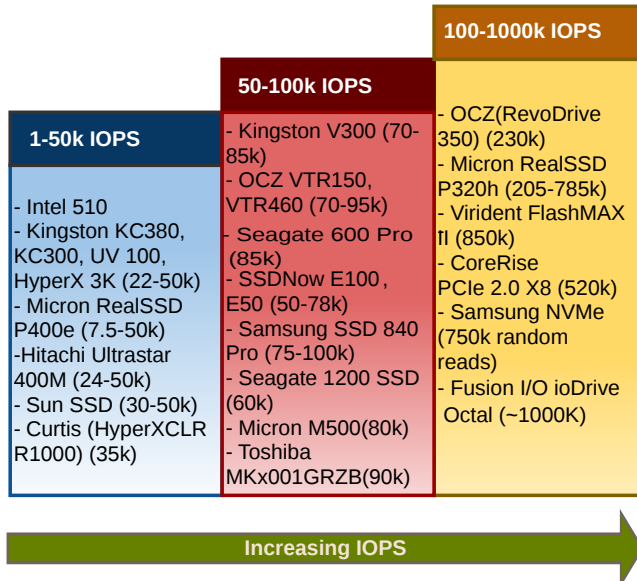 1-50k IOPS
- Intel 510
- Kingston KC380,
KC300, UV 100,
HyperX 3K (22-50k)
- Micron RealSSD
P400e (7.5-50k)
-Hitachi Ultrastar
400M (24-50k)
- Sun SSD (30-50k)
- Curtis (HyperXCLR
R1000) (35k)
50-100k IOPS
- Kingston V300 (70-
85k)
- OCZ VTR150,
VTR460 (70-95k)
- Seagate 600 Pro
(85k)
- SSDNow E100 ,
E50 (50-78k)
- Samsung SSD 840
Pro (75-100k)
- Seagate 1200 SSD
(60k)
- Micron M500(80k)
- Toshiba
MKx001GRZB(90k)
100-1000k IOPS
- OCZ(RevoDrive
350) (230k)
- Micron RealSSD
P320h (205-785k)
- Virident FlashMAX
II (850k)
- CoreRise
PCIe 2.0 X8 (520k)
- Samsung NVMe
(750k random
reads)
- Fusion I/O ioDrive
Octal (~1000K)
Increasing IOPS